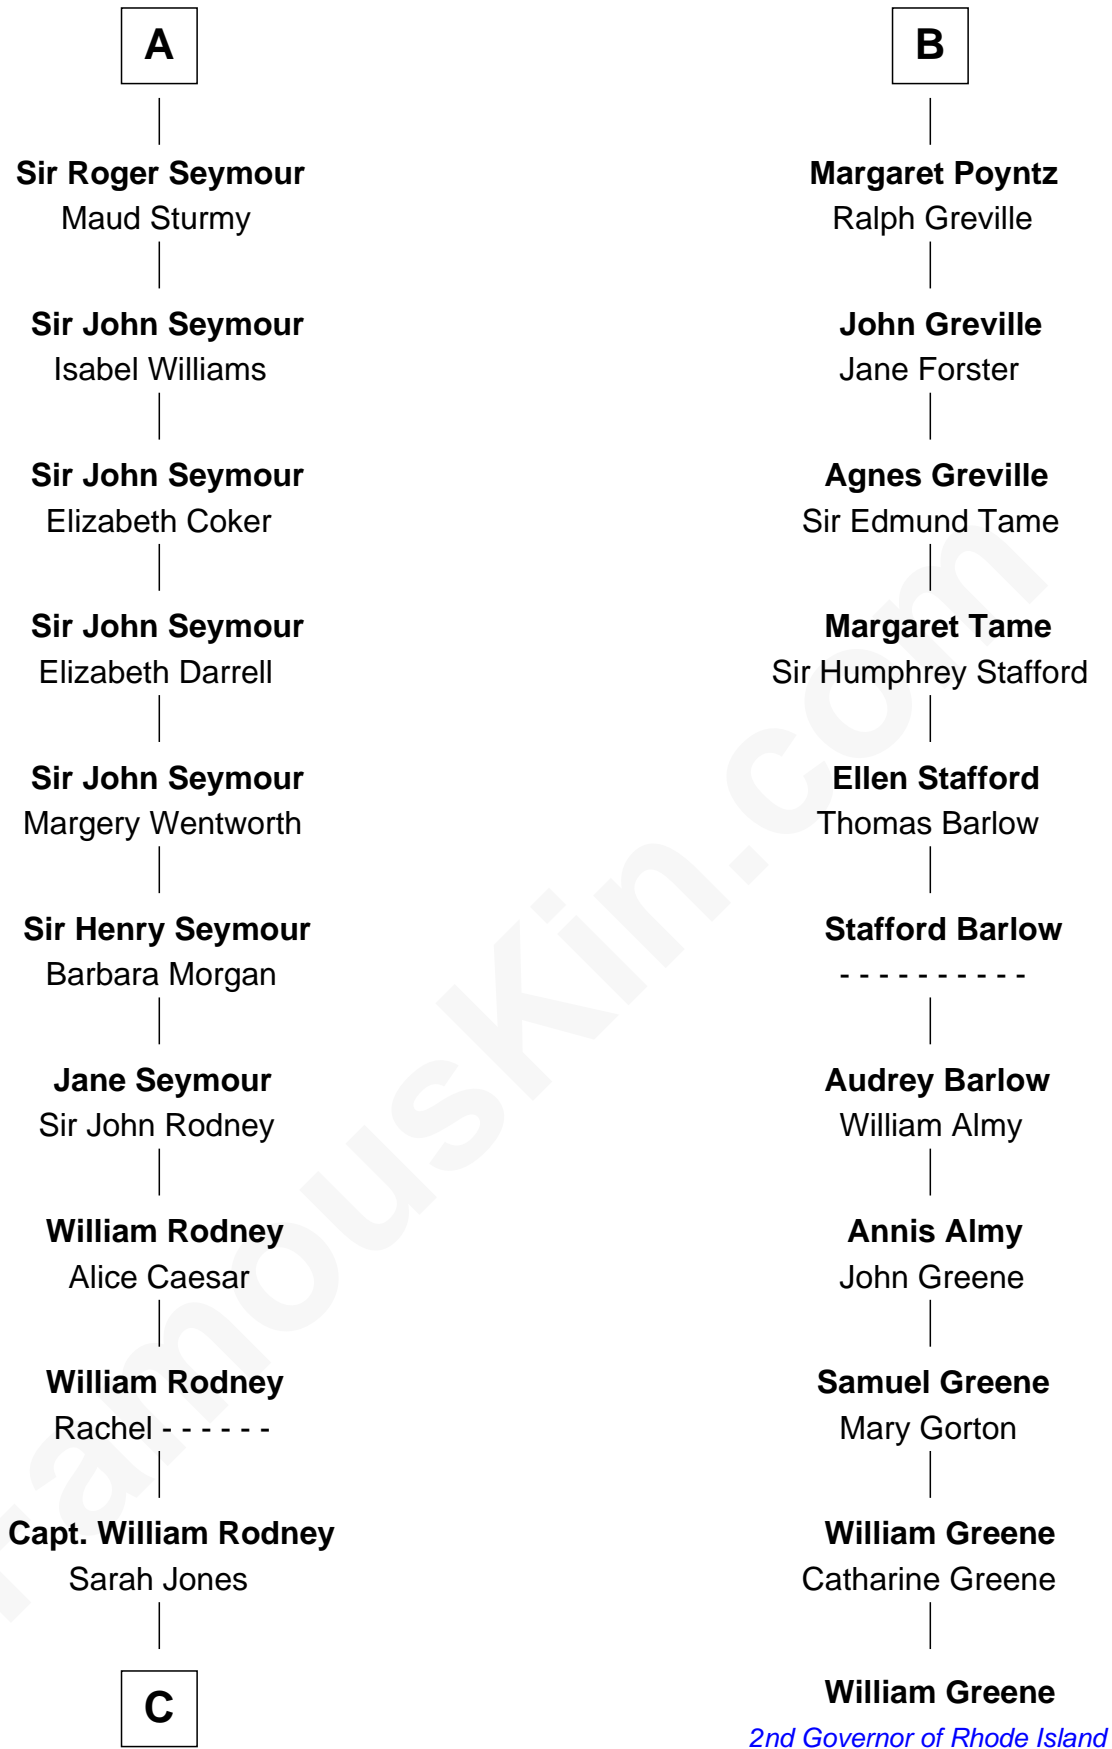 A
Sir Roger Seymour
Maud Sturmy
Sir John Seymour
Isabel Williams
Sir John Seymour
Elizabeth Coker
Sir John Seymour
Elizabeth Darrell
Sir John Seymour
Margery Wentworth
Sir Henry Seymour
Barbara Morgan
Jane Seymour
Sir John Rodney
William Rodney
Alice Caesar
William Rodney
Rachel - - - - - -
Capt. William Rodney
Sarah Jones
C
B
Margaret Poyntz
Ralph Greville
John Greville
Jane Forster
Agnes Greville
Sir Edmund Tame
Margaret Tame
Sir Humphrey Stafford
Ellen Stafford
Thomas Barlow
Stafford Barlow
- - - - - - - - - -
Audrey Barlow
William Almy
Annis Almy
John Greene
Samuel Greene
Mary Gorton
William Greene
Catharine Greene
William Greene
2nd Governor of Rhode Island
FamousKin.com